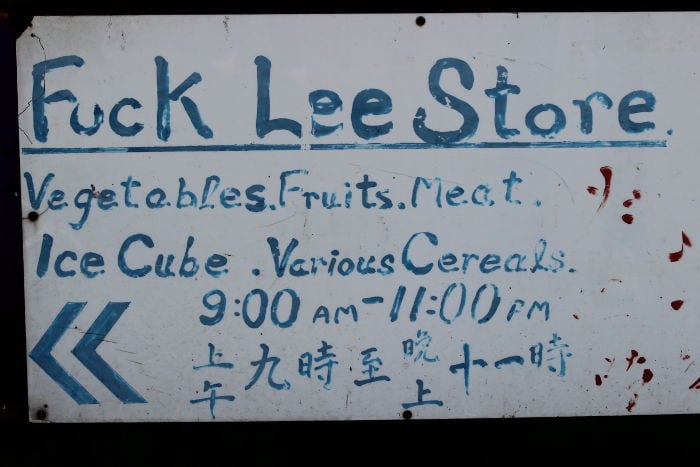 Fuck Lee Store.
Vegetables.Fruits.Meat.
Ice Cube .Various Cereals.
9:00 AM-11:00 PM
上午九時至晚上十一時